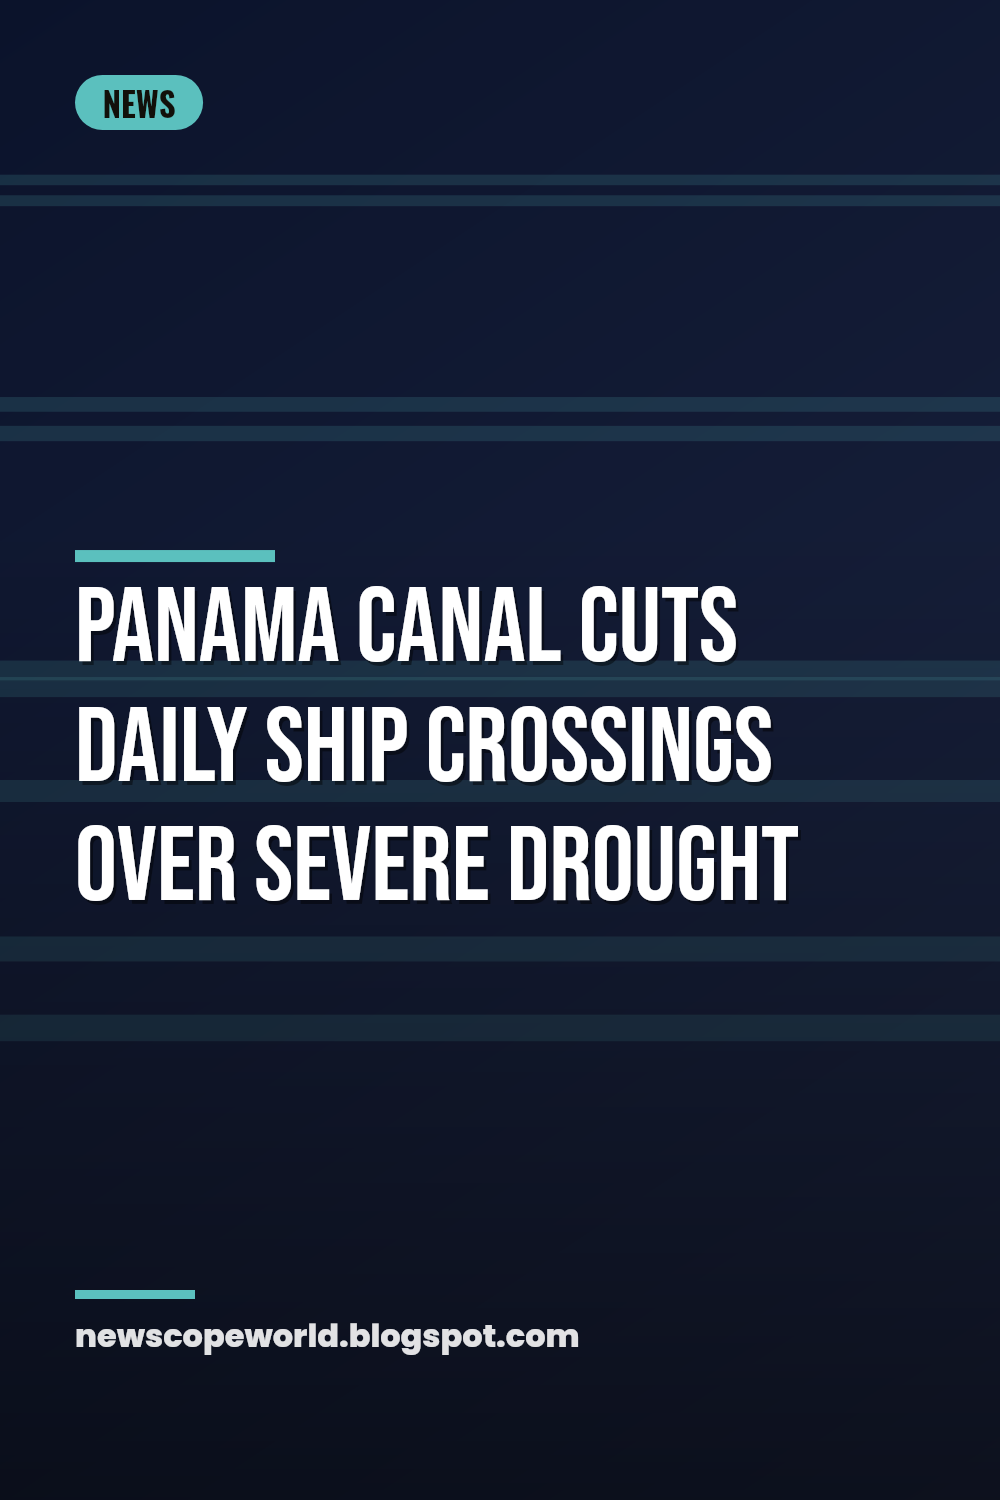 NEWS
PANAMA CANAL CUTS
DAILY SHIP CROSSINGS
OVER SEVERE DROUGHT
newscopeworld.blogspot.com